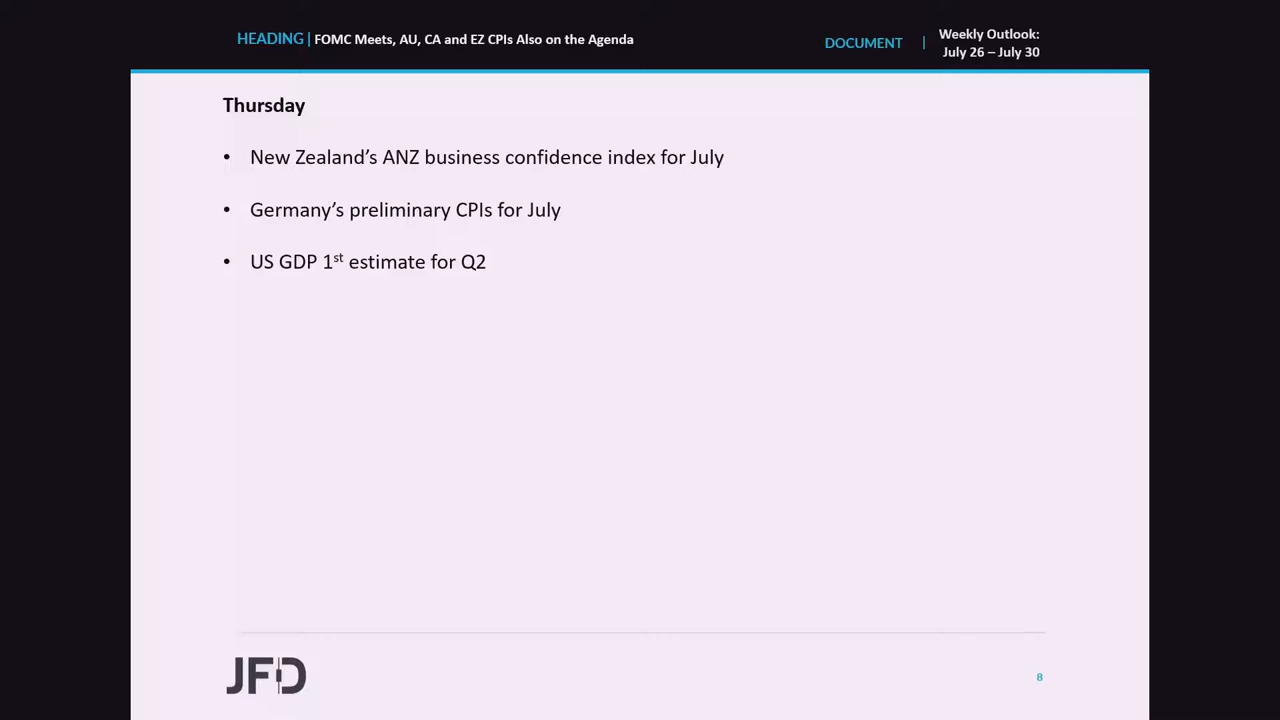 HEADING | FOMC Meets, AU, CA and EZ CPIs Also on the Agenda
DOCUMENT | Weekly Outlook:
July 26 – July 30
Thursday
• New Zealand’s ANZ business confidence index for July
• Germany’s preliminary CPIs for July
• US GDP 1st estimate for Q2
JFD
8